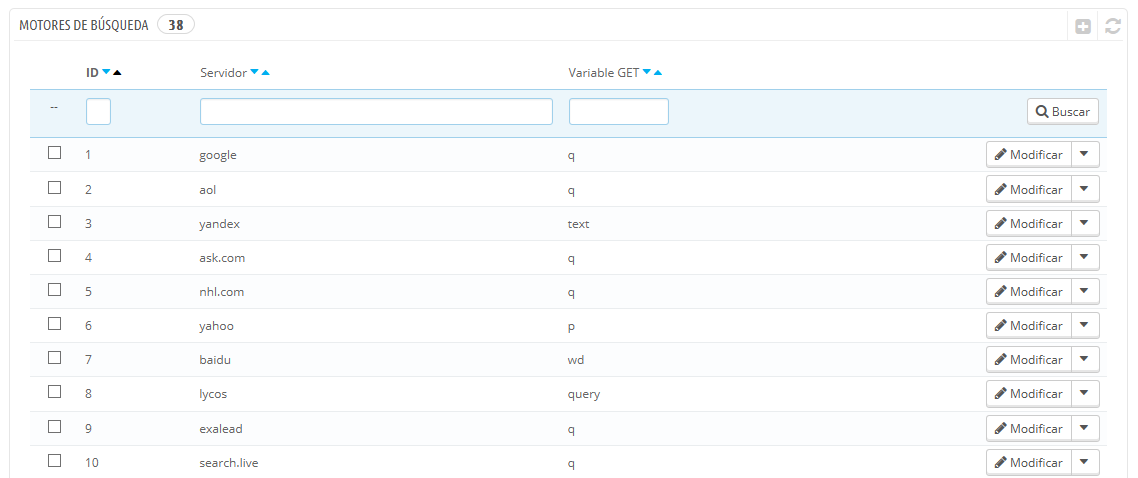 MOTORES DE BÚSQUEDA 38
ID Servidor Variable GET
-- Buscar
1 google q Modificar
2 aol q Modificar
3 yandex text Modificar
4 ask.com q Modificar
5 nhl.com q Modificar
6 yahoo p Modificar
7 baidu wd Modificar
8 lycos query Modificar
9 exalead q Modificar
10 search.live q Modificar